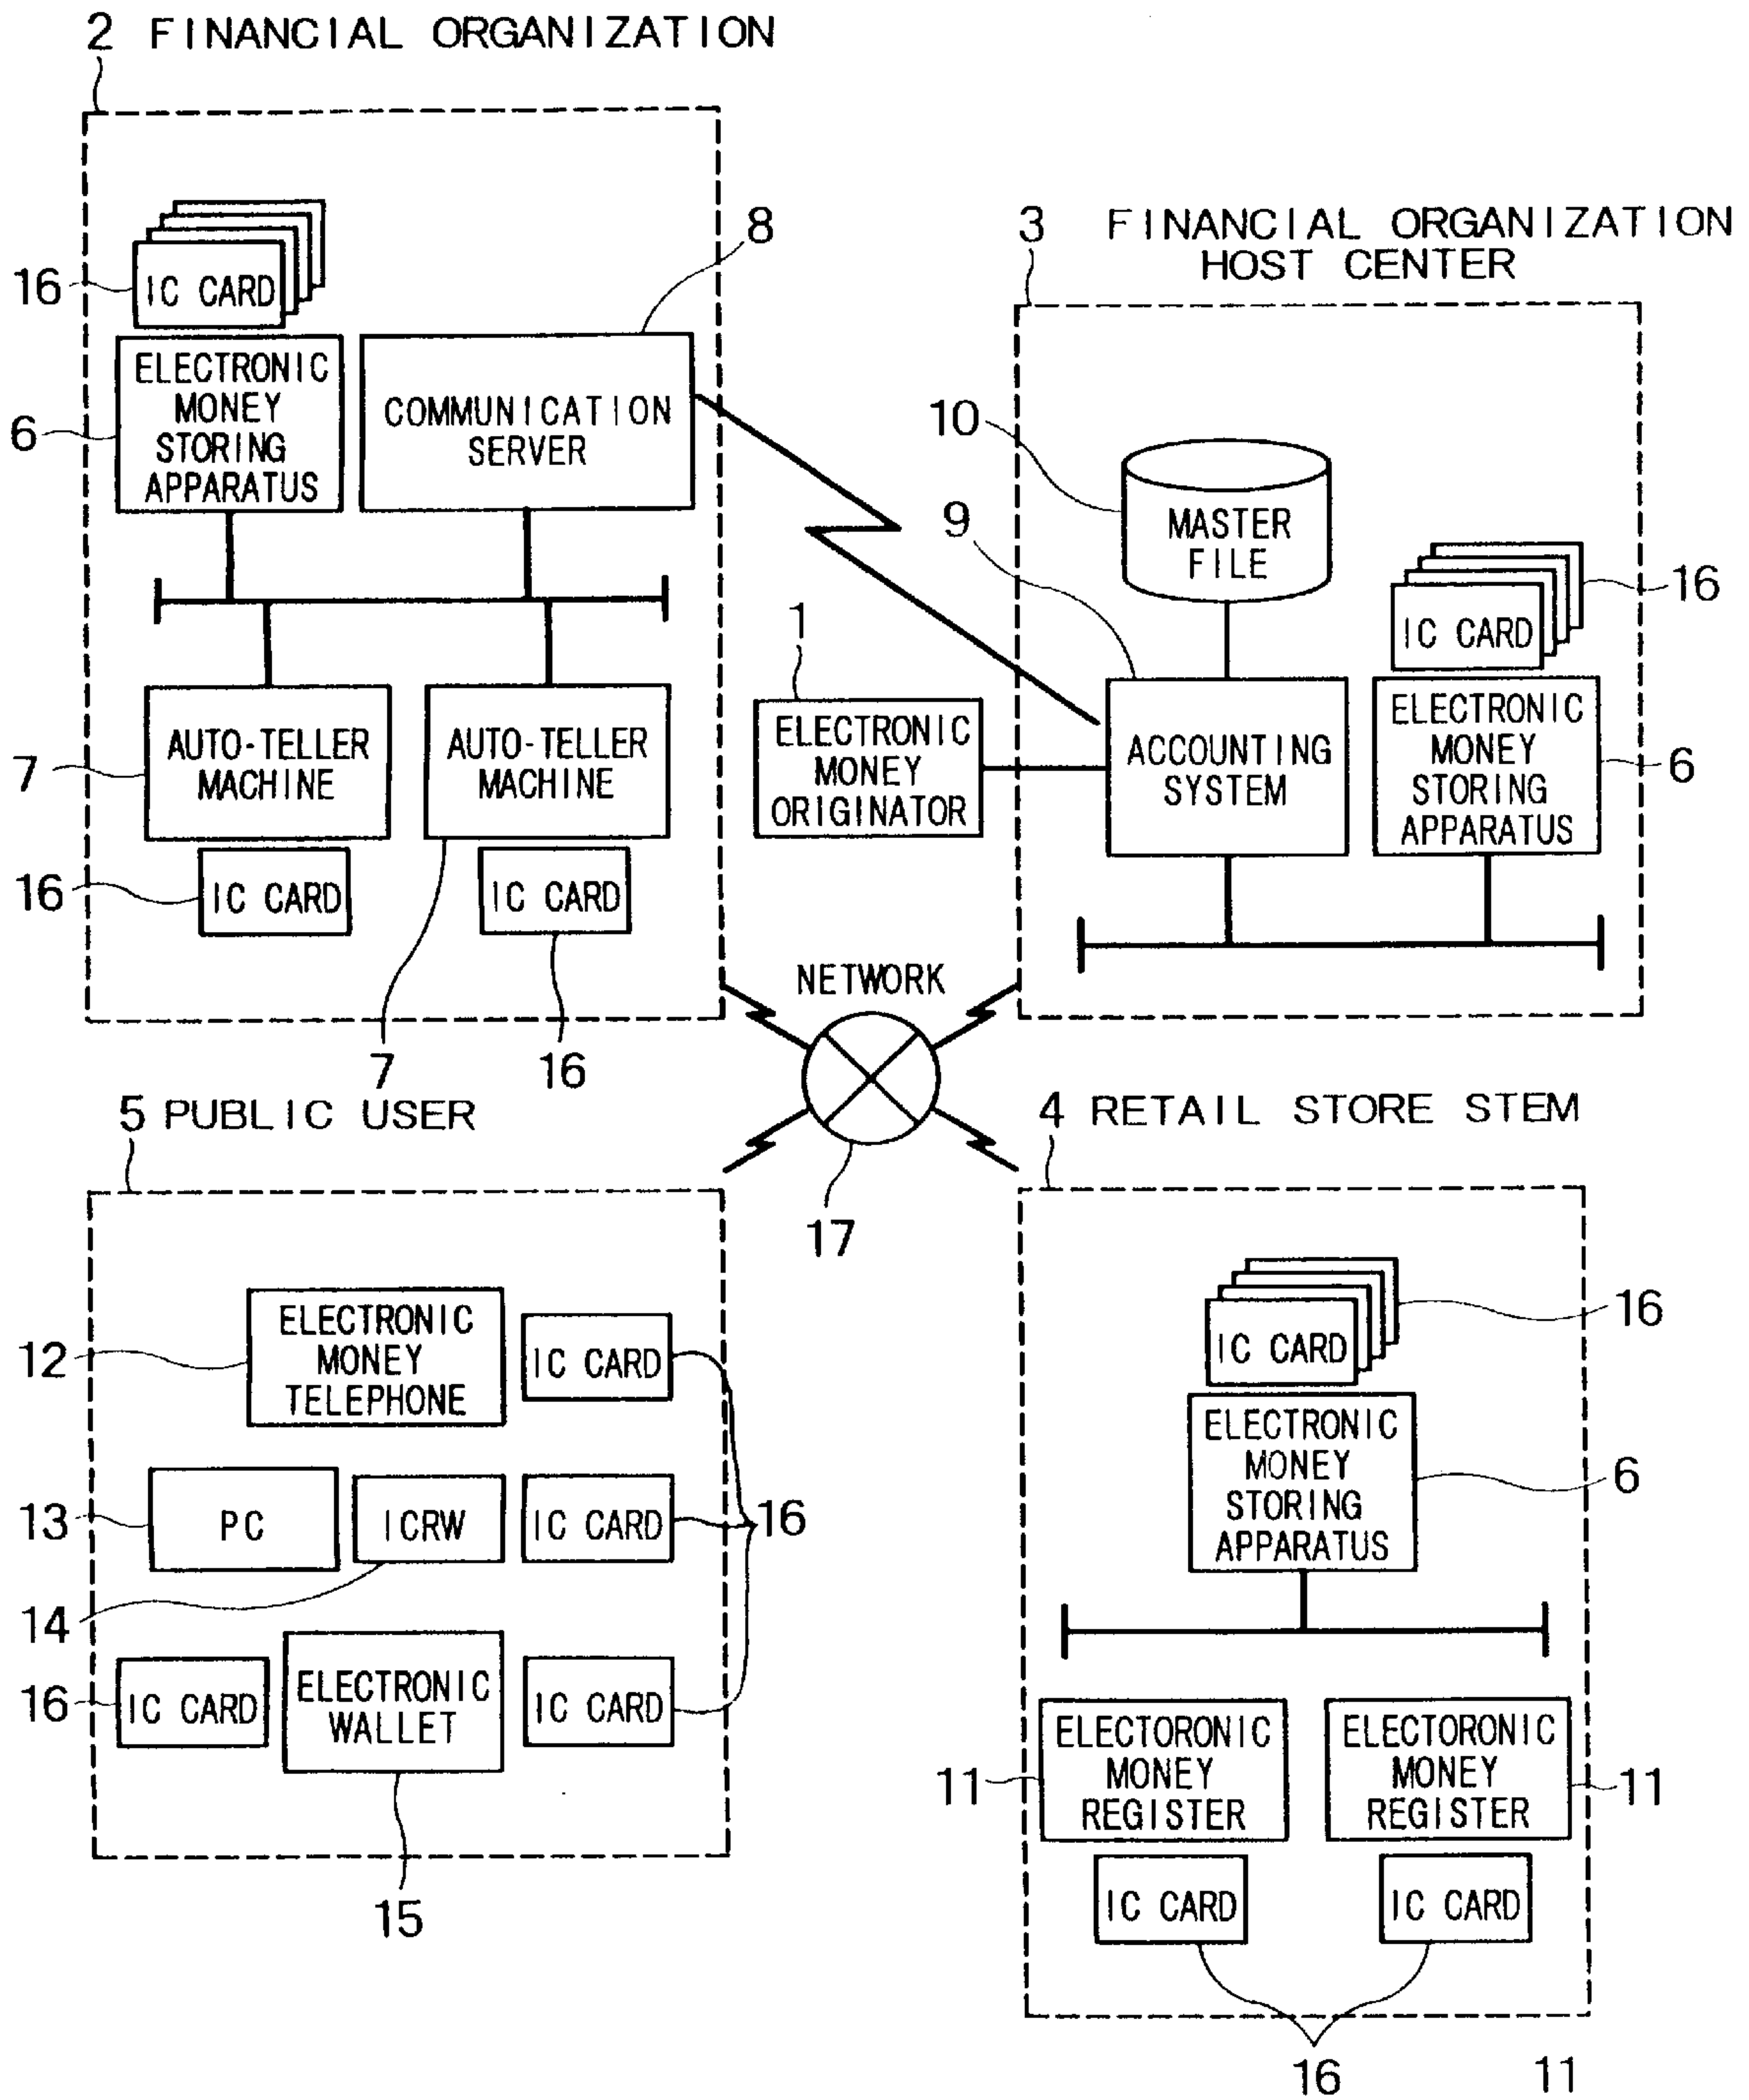 2 FINANCIAL ORGANIZATION
16
IC CARD
8
6
ELECTRONIC
MONEY
STORING
APPARATUS
COMMUNICATION
SERVER
7
AUTO-TELLER
MACHINE
AUTO-TELLER
MACHINE
16
IC CARD
IC CARD
7
16
3 FINANCIAL ORGANIZATION
HOST CENTER
10
MASTER
FILE
9
16
IC CARD
1
ELECTRONIC
MONEY
ORIGINATOR
ACCOUNTING
SYSTEM
ELECTRONIC
MONEY
STORING
APPARATUS
6
NETWORK
17
5 PUBLIC USER
12
ELECTRONIC
MONEY
TELEPHONE
IC CARD
13
PC
ICRW
IC CARD
16
14
16
IC CARD
ELECTRONIC
WALLET
IC CARD
15
4 RETAIL STORE STEM
16
IC CARD
ELECTRONIC
MONEY
STORING
APPARATUS
6
11
ELECTORONIC
MONEY
REGISTER
ELECTORONIC
MONEY
REGISTER
11
IC CARD
IC CARD
16
11